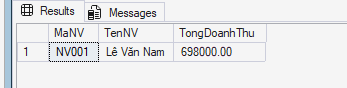 Results Messages
MaNV TenNV TongDoanhThu
1 NV001 Lê Văn Nam 698000.00